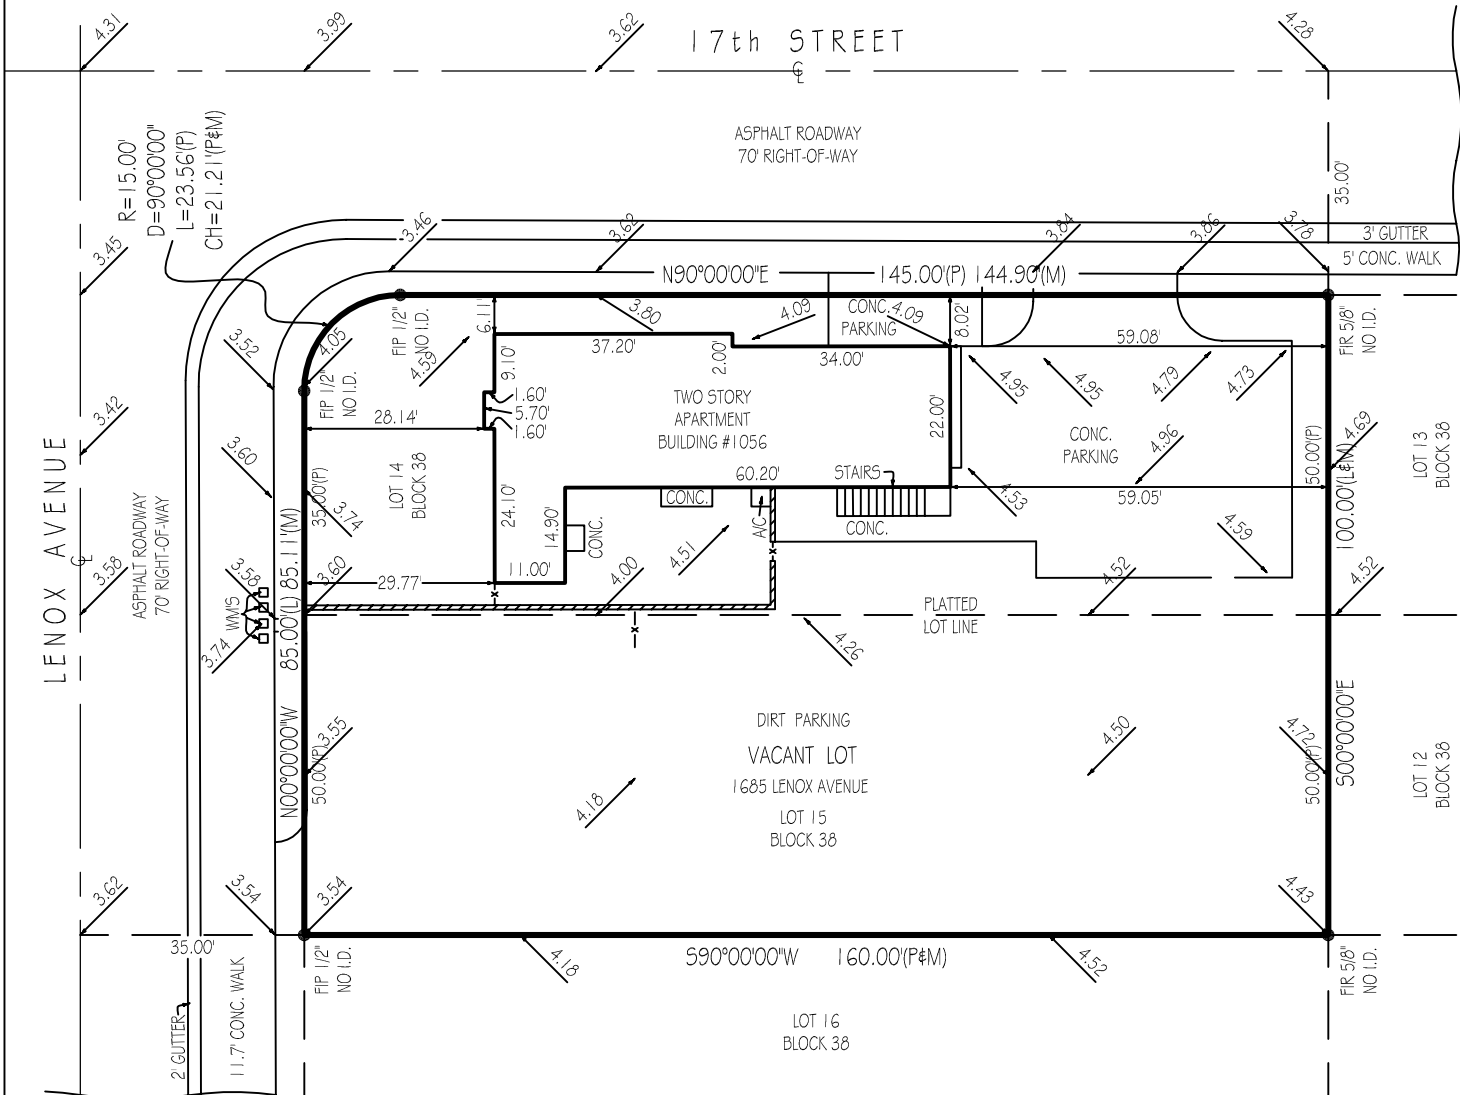 4.31
3.99
3.62
17th STREET
4.28
℄
R=15.00'
D=90°00'00"
L=23.56'(P)
CH=21.21'(P&M)
ASPHALT ROADWAY
70' RIGHT-OF-WAY
35.00'
3.45
3.46
3.62
3.84
3.86
3.78
3' GUTTER
5' CONC. WALK
N90°00'00"E
145.00'(P) 144.90'(M)
6.11'
3.80
4.09
CONC.
PARKING
4.09
8.02'
FIP 1/2"
NO I.D.
4.05
4.59
3.52
37.20'
2.00'
34.00'
59.08'
FIR 5/8"
NO I.D.
9.10'
FIP 1/2"
NO I.D.
1.60'
5.70'
1.60'
TWO STORY
APARTMENT
BUILDING #1056
22.00'
4.95
4.95
4.79
4.73
3.42
28.14'
CONC.
PARKING
4.96
50.00'(P)
4.69
LOT 13
BLOCK 38
LENOX AVENUE
℄
3.60
35.00'(P)
3.74
LOT 14
BLOCK 38
24.10'
60.20'
STAIRS
CONC.
A/C
CONC.
4.53
59.05'
100.00'(L&M)
ASPHALT ROADWAY
70' RIGHT-OF-WAY
14.90'
CONC.
4.51
4.59
3.58
3.58
85.00'(L) 85.11'(M)
3.60
29.77'
11.00'
4.00
4.52
4.52
WM'S
3.74
PLATTED
LOT LINE
4.26
N00°00'00"W
3.55
50.00'(P)
DIRT PARKING
VACANT LOT
1685 LENOX AVENUE
LOT 15
BLOCK 38
4.18
4.50
4.72
50.00'(P)
S00°00'00"E
LOT 12
BLOCK 38
3.62
3.54
3.54
4.43
35.00'
FIP 1/2"
NO I.D.
4.18
S90°00'00"W
160.00'(P&M)
4.52
FIR 5/8"
NO I.D.
2' GUTTER
11.7' CONC. WALK
LOT 16
BLOCK 38